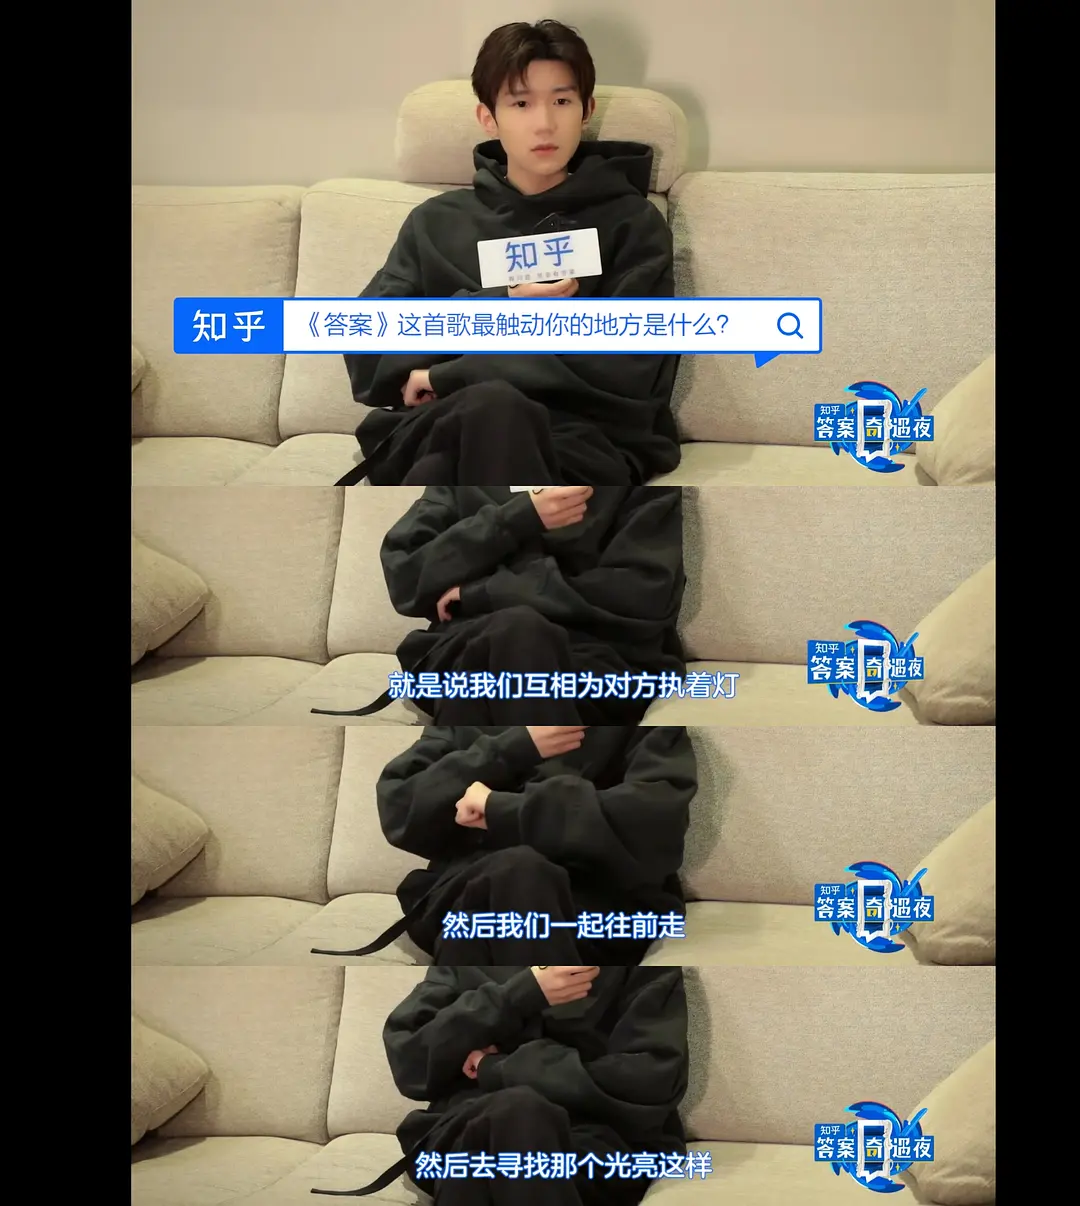 知乎
知乎
《答案》这首歌最触动你的地方是什么?
知乎
答案奇遇夜
就是说我们互相为对方执着灯
知乎
答案奇遇夜
然后我们一起往前走
知乎
答案奇遇夜
然后去寻找那个光亮这样
知乎
答案奇遇夜